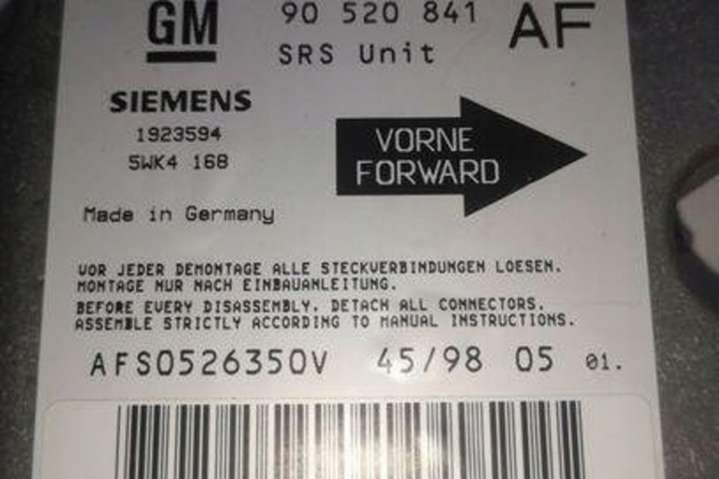 GM 90 520 841 AF
SRS Unit
SIEMENS
1923594
5WK4 168
VORNE
FORWARD
Made in Germany
VOR JEDER DEMONTAGE ALLE STECKVERBINDUNGEN LOESEN.
MONTAGE NUR NACH EINBAUANLEITUNG.
BEFORE EVERY DISASSEMBLY, DETACH ALL CONNECTORS.
ASSEMBLE STRICTLY ACCORDING TO MANUAL INSTRUCTIONS.
AFS0526350V 45/98 05 01.